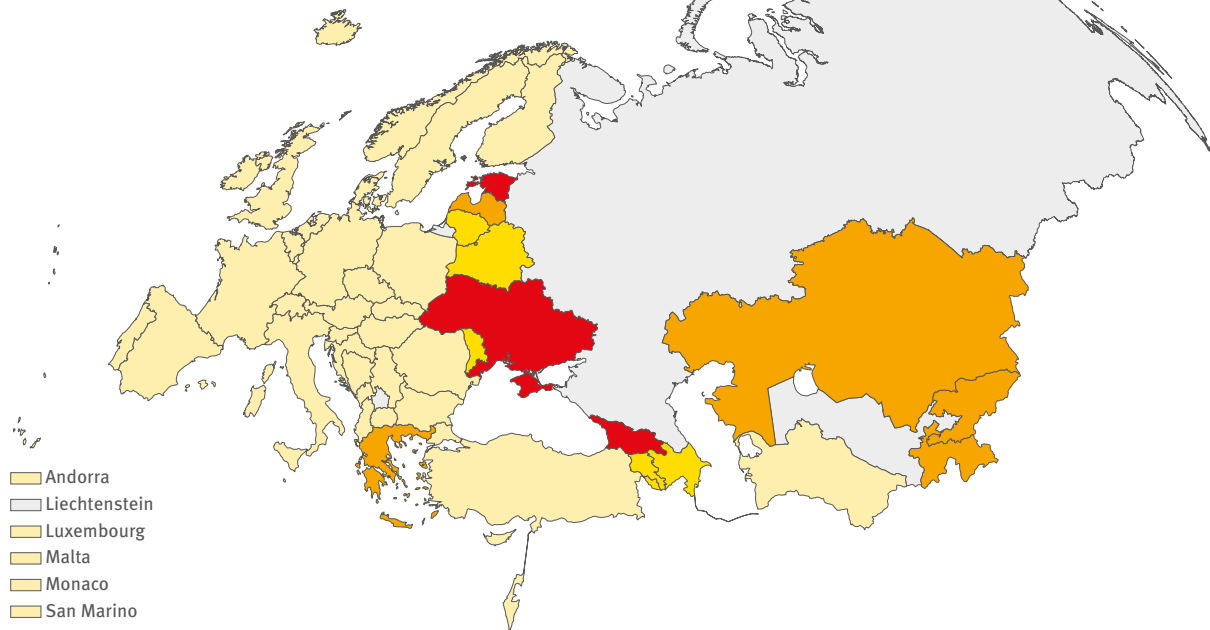 Andorra
Liechtenstein
Luxembourg
Malta
Monaco
San Marino